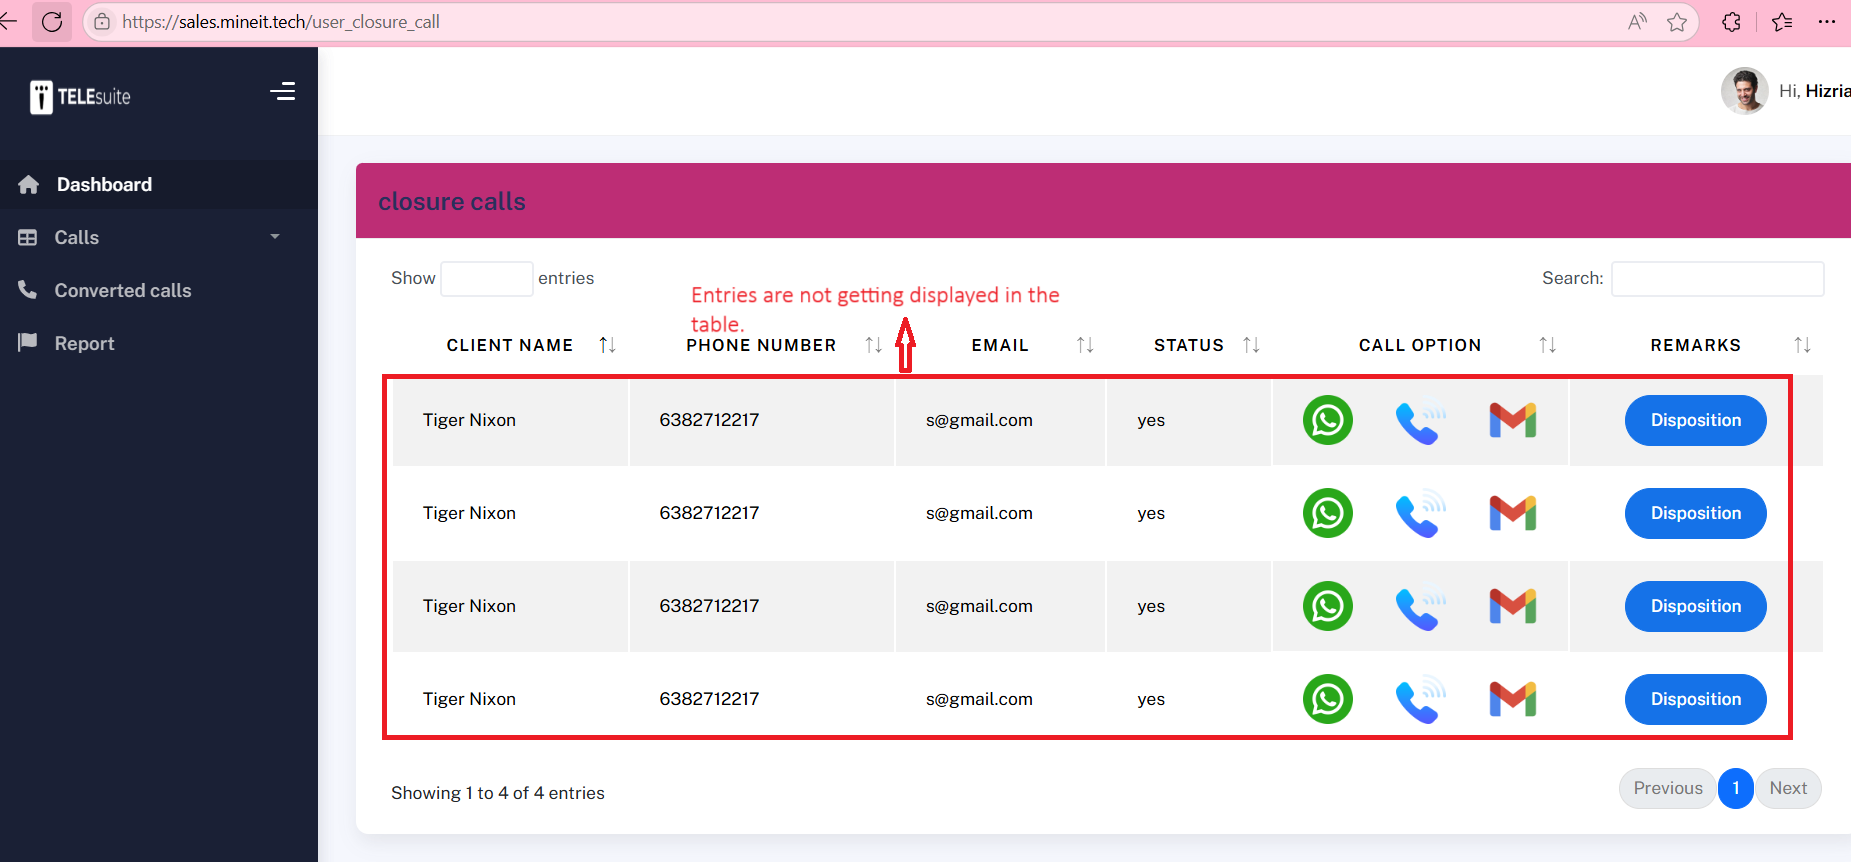 https://sales.mineit.tech/user_closure_call
TELEsuite
Hi, Hizria
Dashboard
Calls
Converted calls
Report
closure calls
Show entries
Search:
Entries are not getting displayed in the
table.
CLIENT NAME PHONE NUMBER EMAIL STATUS CALL OPTION REMARKS
Tiger Nixon 6382712217 s@gmail.com yes Disposition
Tiger Nixon 6382712217 s@gmail.com yes Disposition
Tiger Nixon 6382712217 s@gmail.com yes Disposition
Tiger Nixon 6382712217 s@gmail.com yes Disposition
Showing 1 to 4 of 4 entries
Previous 1 Next